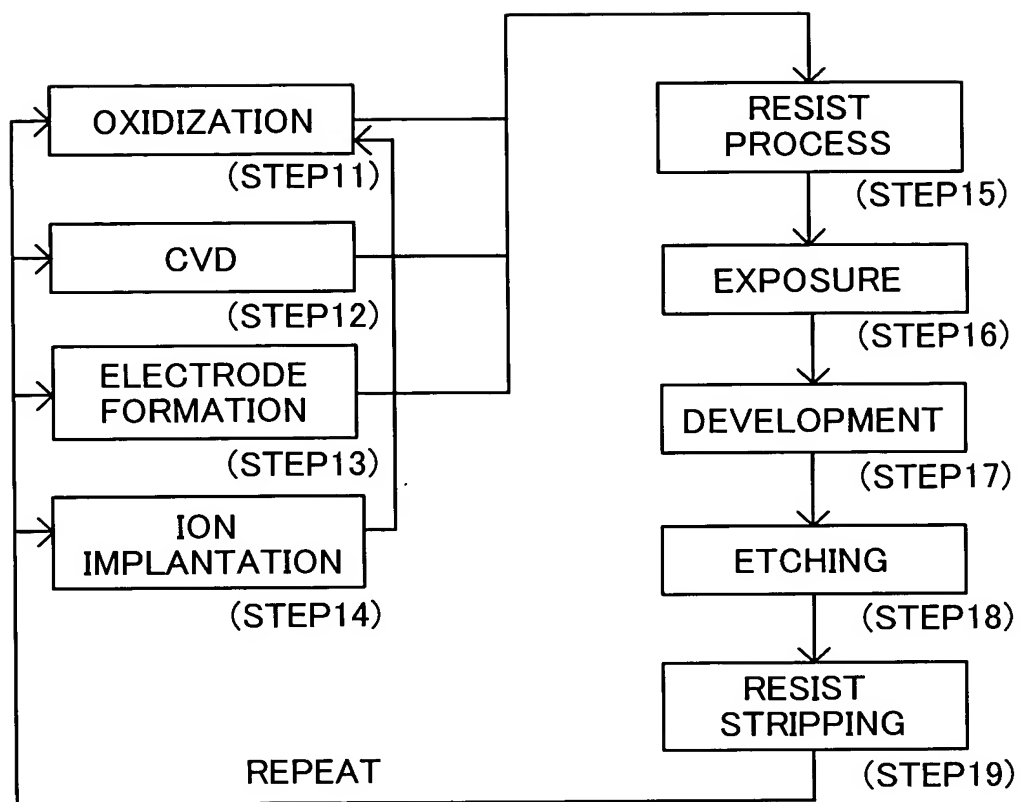 OXIDIZATION
(STEP11)
CVD
(STEP12)
ELECTRODE
FORMATION
(STEP13)
ION
IMPLANTATION
(STEP14)
RESIST
PROCESS
(STEP15)
EXPOSURE
(STEP16)
DEVELOPMENT
(STEP17)
ETCHING
(STEP18)
RESIST
STRIPPING
(STEP19)
REPEAT